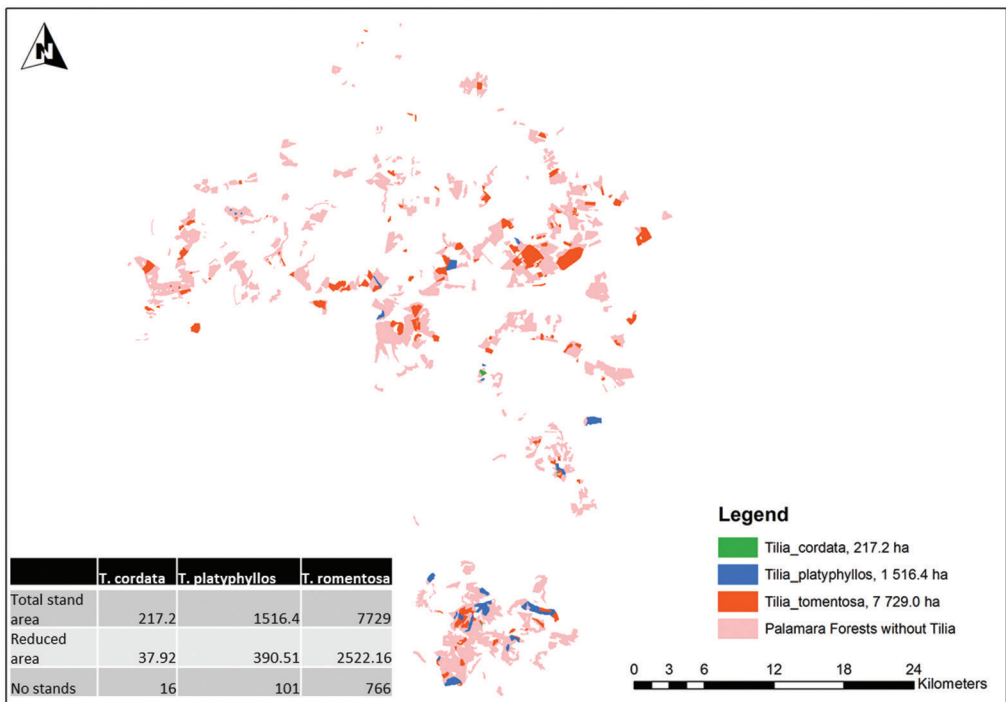 N
Legend
Tilia_cordata, 217.2 ha
Tilia_platyphyllos, 1 516.4 ha
Tilia_tomentosa, 7 729.0 ha
Palamara Forests without Tilia
T. cordata T. platyphyllos T. romentosa
Total stand
area 217.2 1516.4 7729
Reduced
area 37.92 390.51 2522.16
No stands 16 101 766
0 3 6 12 18 24
Kilometers